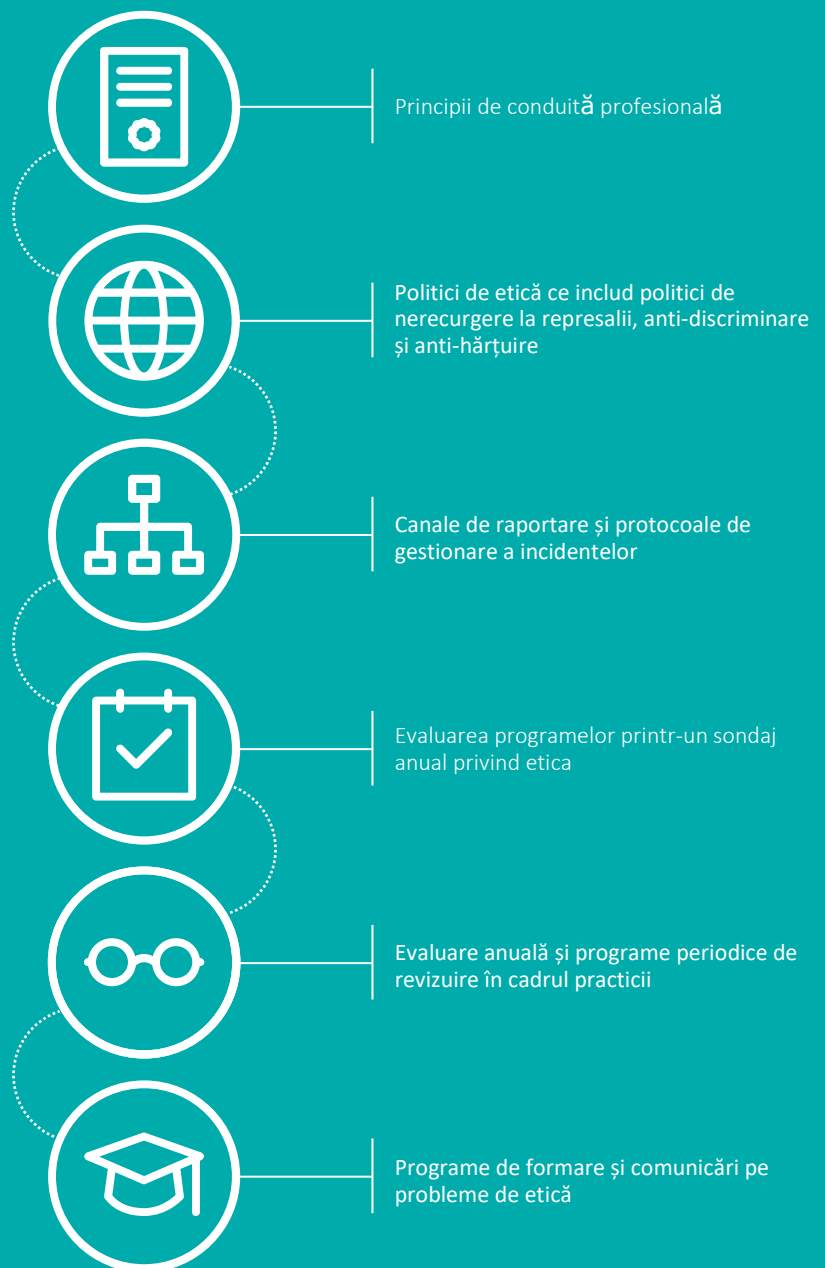 Principii de conduită profesională
Politici de etică ce includ politici de
nerecurgere la represalii, anti-discriminare
și anti-hărțuire
Canale de raportare și protocoale de
gestionare a incidentelor
Evaluarea programelor printr-un sondaj
anual privind etica
Evaluare anuală și programe periodice de
revizuire în cadrul practicii
Programe de formare și comunicări pe
probleme de etică